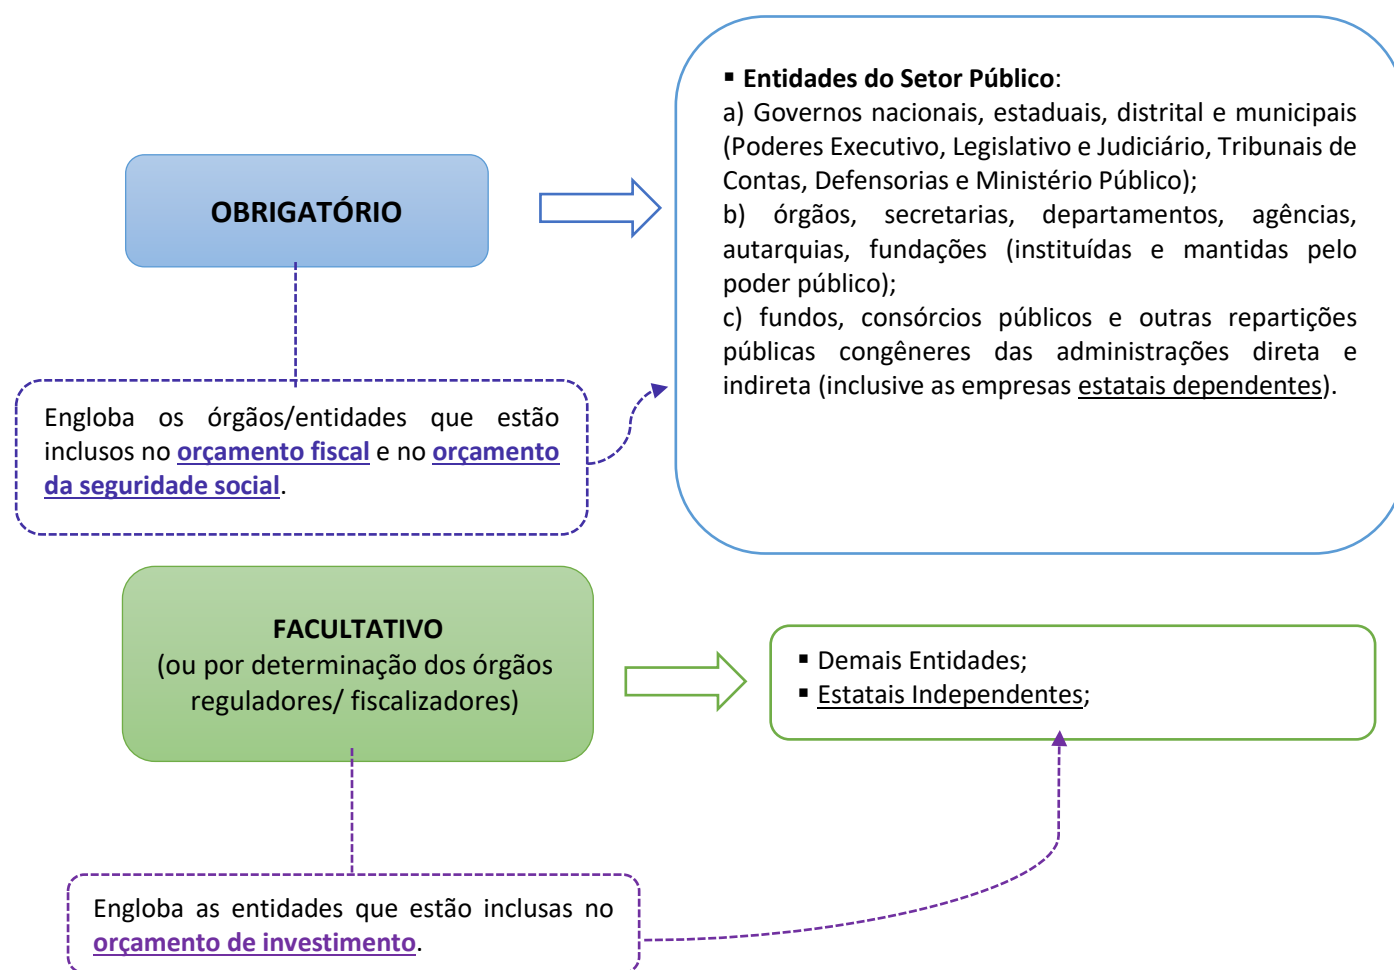 ▪ Entidades do Setor Público:
a) Governos nacionais, estaduais, distrital e municipais
(Poderes Executivo, Legislativo e Judiciário, Tribunais de
Contas, Defensorias e Ministério Público);
b) órgãos, secretarias, departamentos, agências,
autarquias, fundações (instituídas e mantidas pelo
poder público);
c) fundos, consórcios públicos e outras repartições
públicas congêneres das administrações direta e
indireta (inclusive as empresas estatais dependentes).
OBRIGATÓRIO
Engloba os órgãos/entidades que estão
inclusos no orçamento fiscal e no orçamento
da seguridade social.
FACULTATIVO
(ou por determinação dos órgãos
reguladores/ fiscalizadores)
▪ Demais Entidades;
▪ Estatais Independentes;
Engloba as entidades que estão inclusas no
orçamento de investimento.